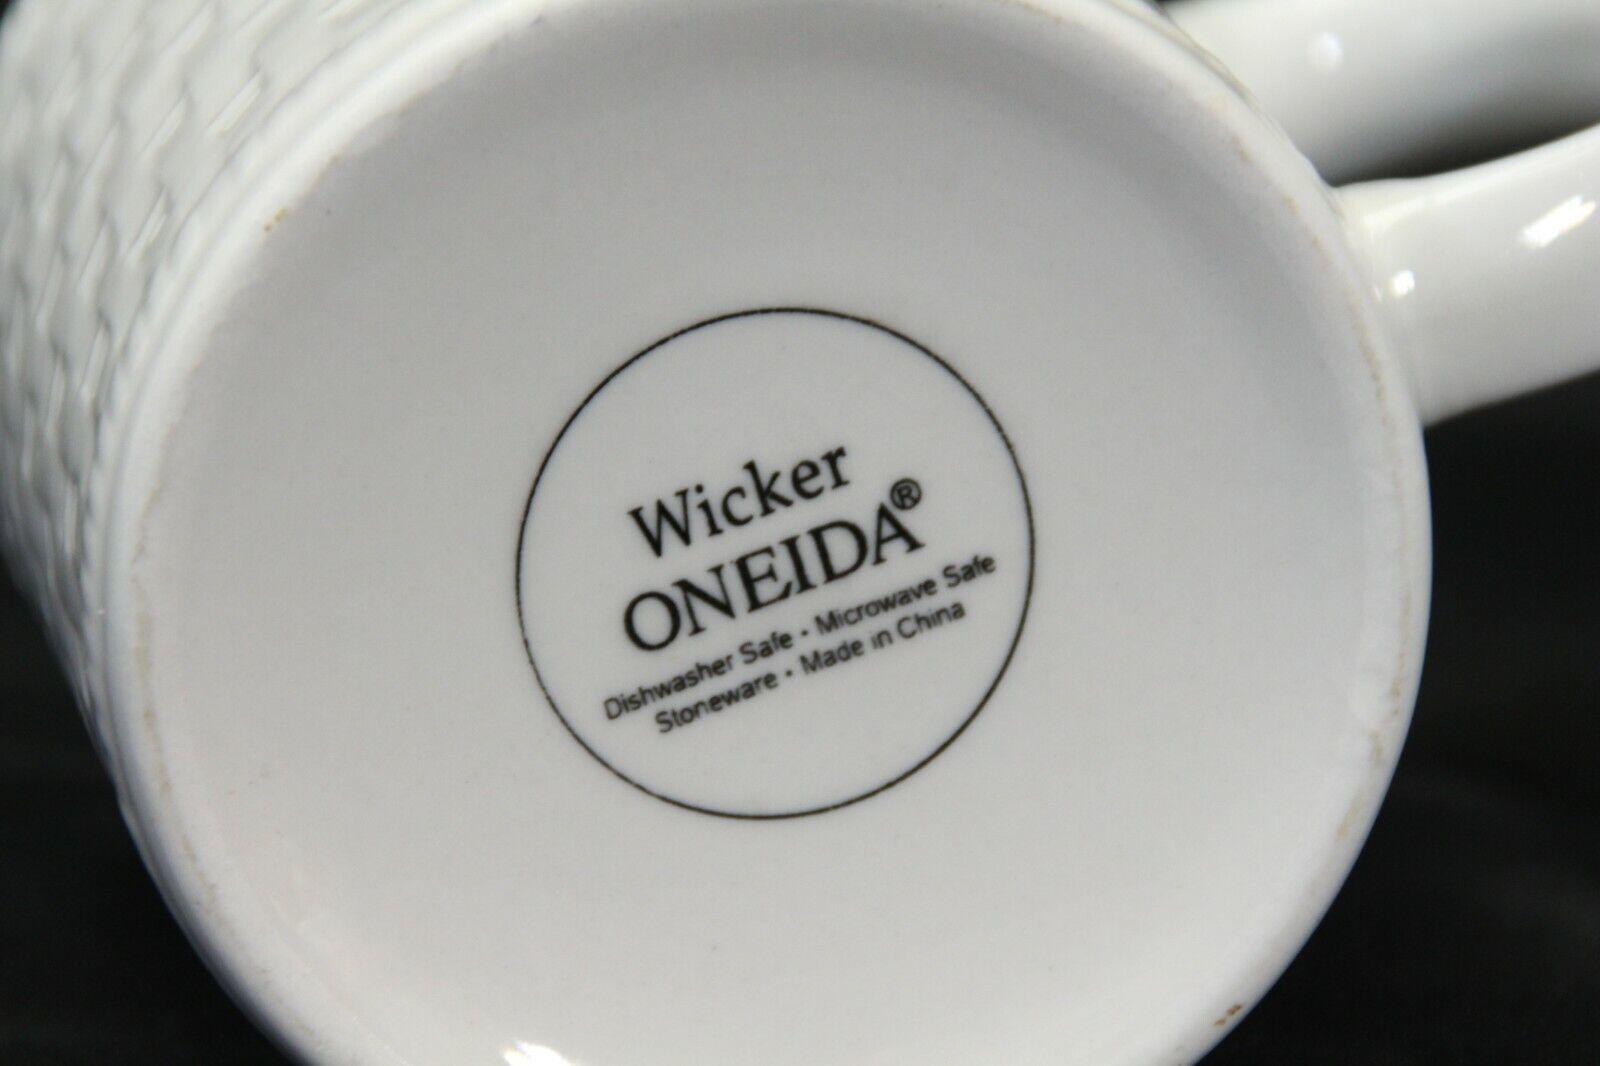 Wicker
ONEIDA®
Dishwasher Safe • Microwave Safe
Stoneware • Made in China